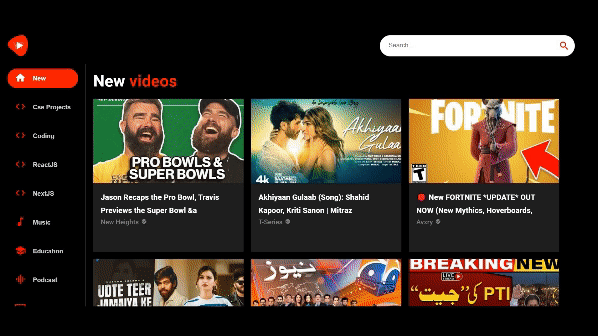 Search...
New
Cse Projects
Coding
ReactJS
NextJS
Music
Education
Podcast
New videos
PRO BOWLS &
SUPER BOWLS
Jason Recaps the Pro Bowl, Travis
Previews the Super Bowl &a
New Heights
Akhiyaan
Gulaab
4k
Akhiyaan Gulaab (Song): Shahid
Kapoor, Kriti Sanon | Mitraz
T-Series
FORTNITE
T
New FORTNITE *UPDATE* OUT
NOW (New Mythics, Hoverboards,
UDTE TEER
JAMAIYA KE
نیوز
BREAKING NEW
LIVE
PTI کی ”جیت“